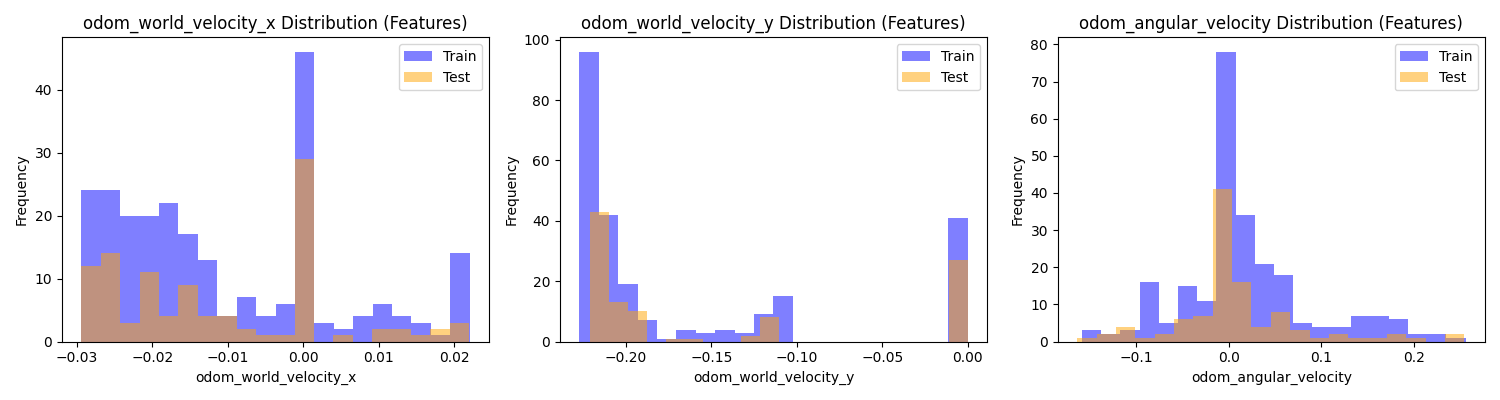 odom_world_velocity_x Distribution (Features)
Frequency
40
30
20
10
0
−0.03
−0.02
−0.01
0.00
0.01
0.02
odom_world_velocity_x
Train
Test
odom_world_velocity_y Distribution (Features)
Frequency
100
80
60
40
20
0
−0.20
−0.15
−0.10
−0.05
0.00
odom_world_velocity_y
Train
Test
odom_angular_velocity Distribution (Features)
Frequency
80
70
60
50
40
30
20
10
0
−0.1
0.0
0.1
0.2
odom_angular_velocity
Train
Test